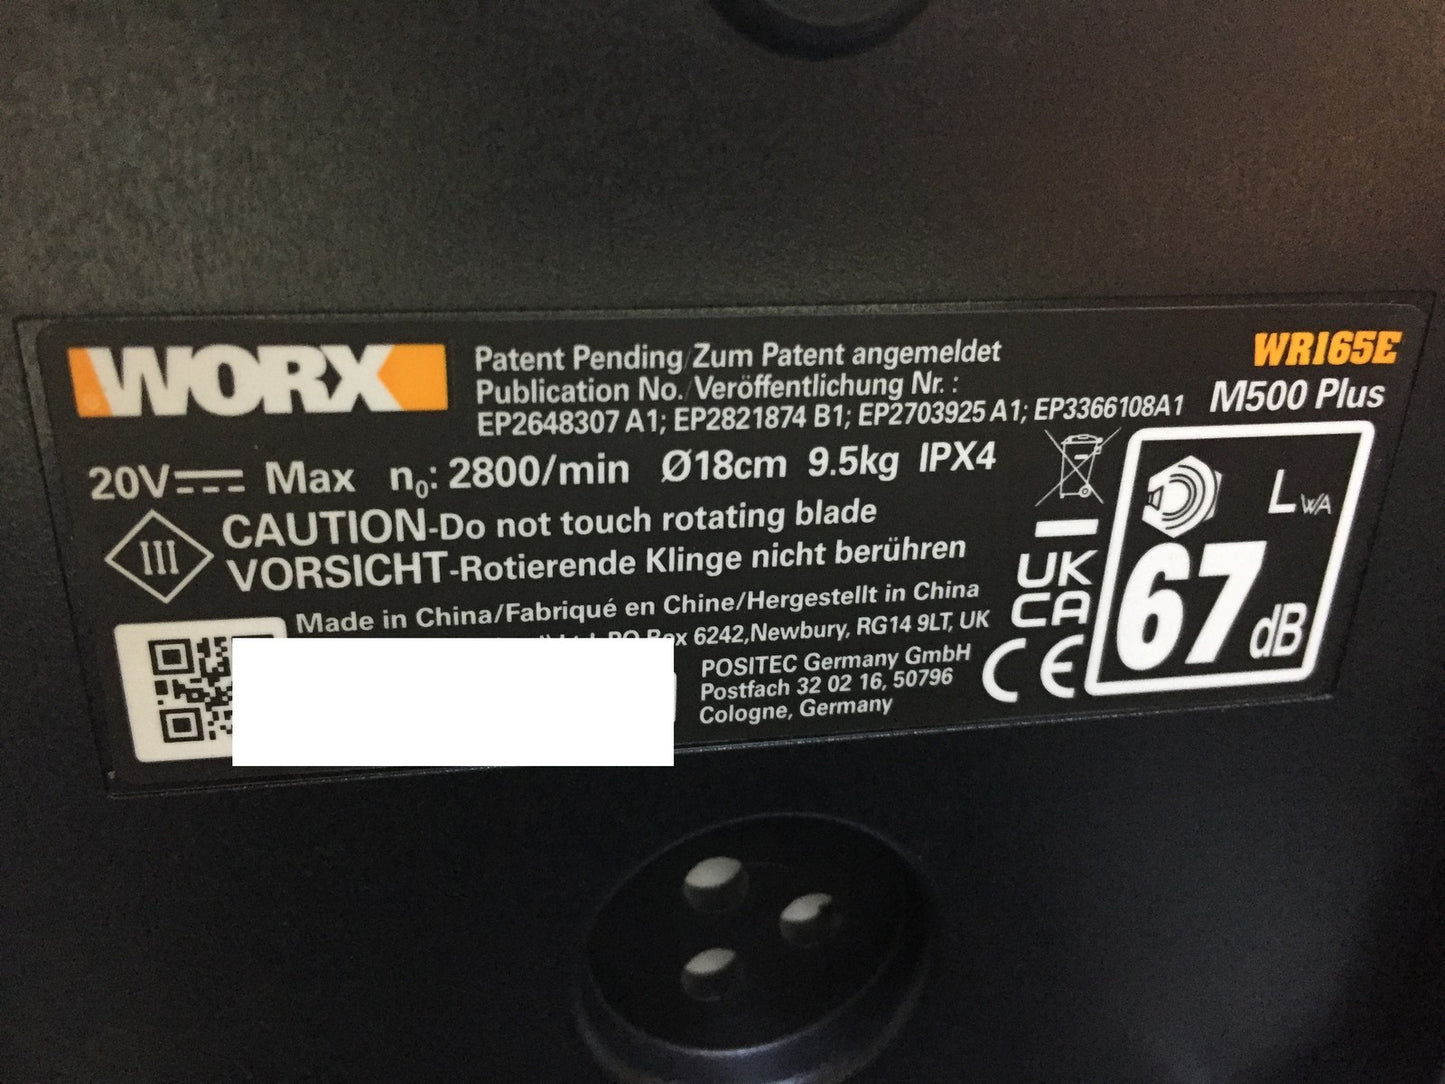 WORX
Patent Pending/Zum Patent angemeldet
Publication No./Veröffentlichung Nr. :
EP2648307 A1; EP2821874 B1; EP2703925 A1; EP3366108A1
WR165E
M500 Plus
20V Max n₀: 2800/min Ø18cm 9.5kg IPX4
III
CAUTION-Do not touch rotating blade
VORSICHT-Rotierende Klinge nicht berühren
Made in China/Fabriqué en Chine/Hergestellt in China
PO Box 6242,Newbury, RG14 9LT, UK
POSITEC Germany GmbH
Postfach 32 02 16, 50796
Cologne, Germany
UK
CA
CE
LWA
67 dB